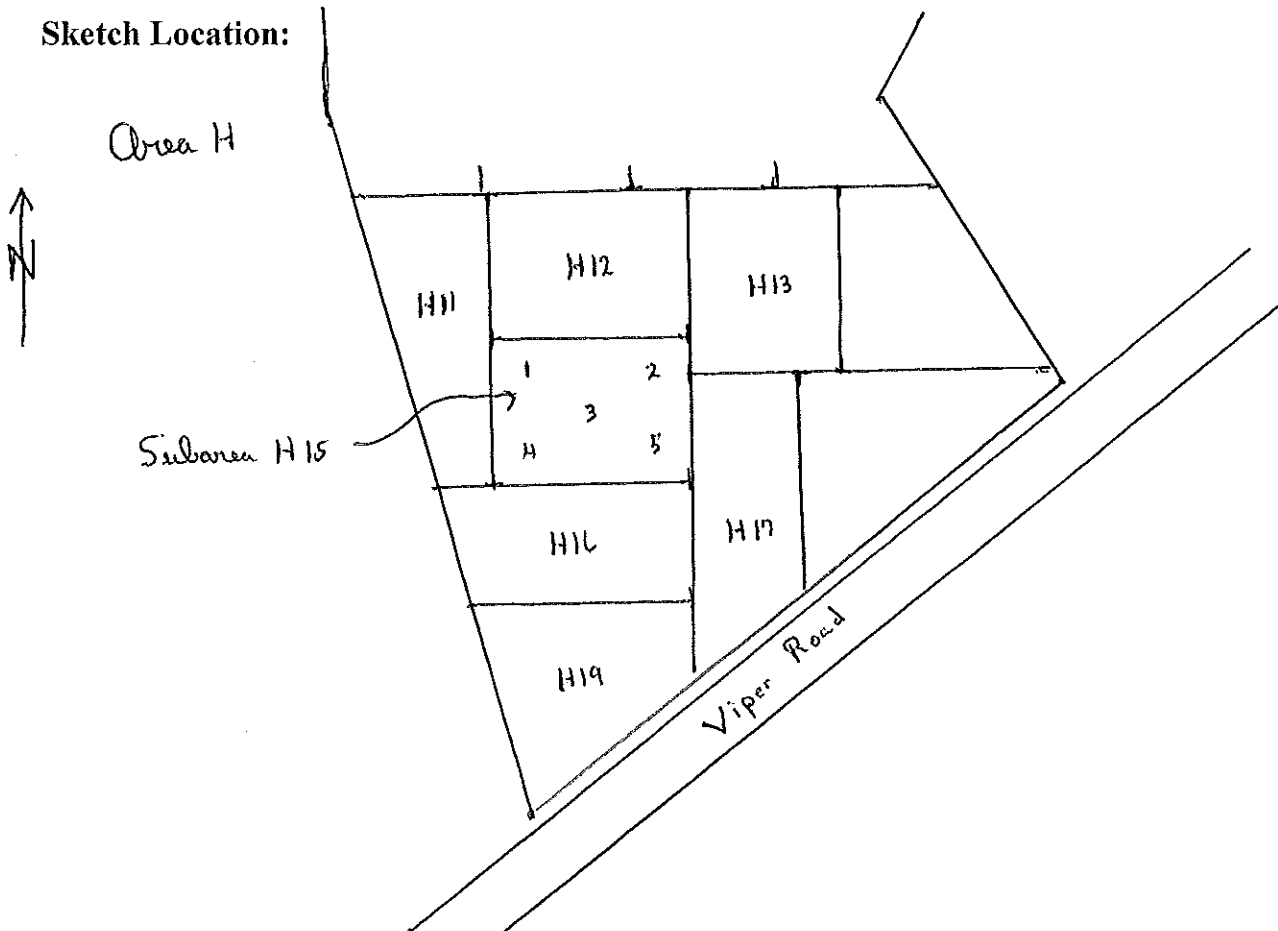 Sketch Location:
Area H
N
H12
H13
H11
1 2
3
Subarea H15
4 5
H16
H17
H19
Viper Road